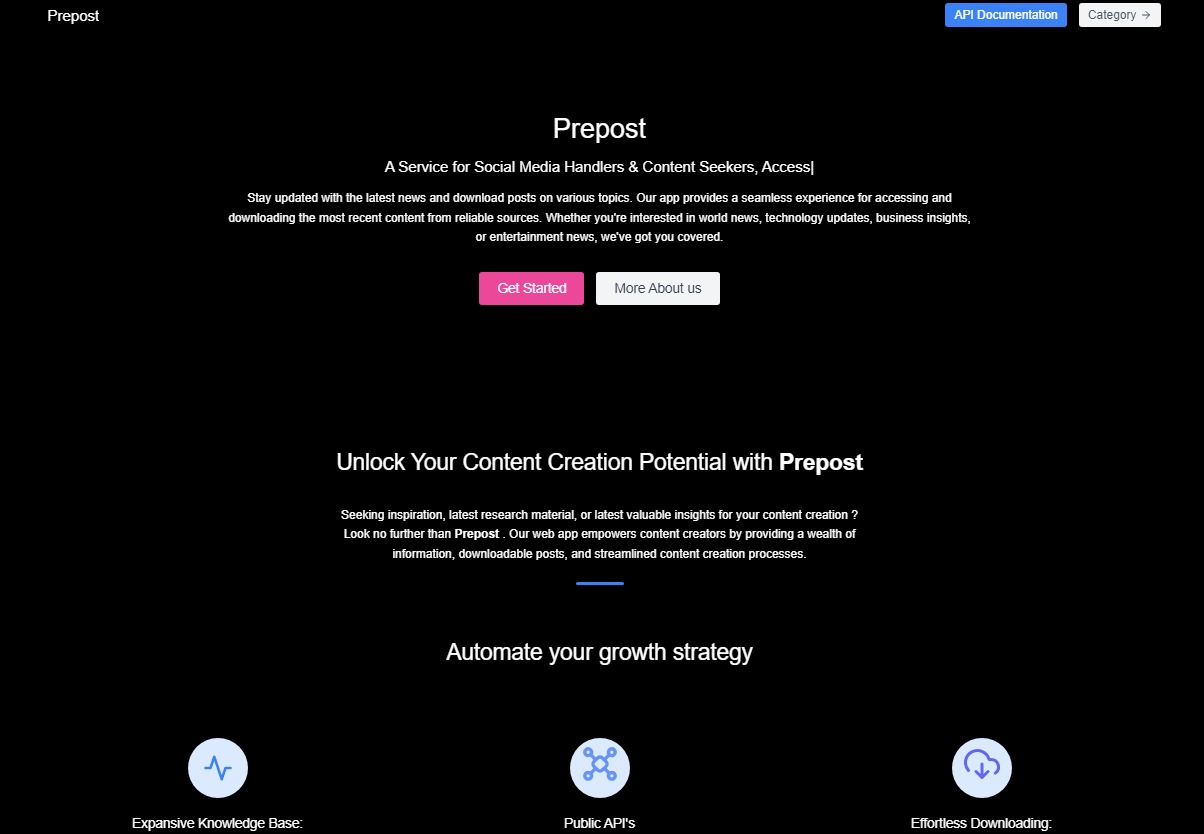 Prepost
API Documentation
Category →
Prepost
A Service for Social Media Handlers & Content Seekers, Access|
Stay updated with the latest news and download posts on various topics. Our app provides a seamless experience for accessing and
downloading the most recent content from reliable sources. Whether you're interested in world news, technology updates, business insights,
or entertainment news, we've got you covered.
Get Started
More About us
Unlock Your Content Creation Potential with Prepost
Seeking inspiration, latest research material, or latest valuable insights for your content creation ?
Look no further than Prepost . Our web app empowers content creators by providing a wealth of
information, downloadable posts, and streamlined content creation processes.
Automate your growth strategy
Expansive Knowledge Base:
Public API's
Effortless Downloading: